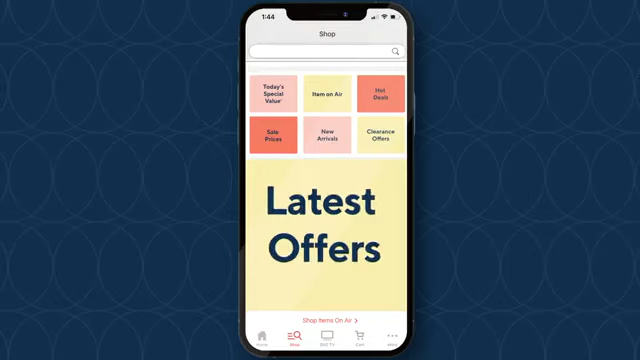 1:44
Shop
Today's
Special
Value
Item on Air
Hot
Deals
Sale
Prices
New
Arrivals
Clearance
Offers
Latest
Offers
Shop Items On Air >
Home
Shop
Cart
More